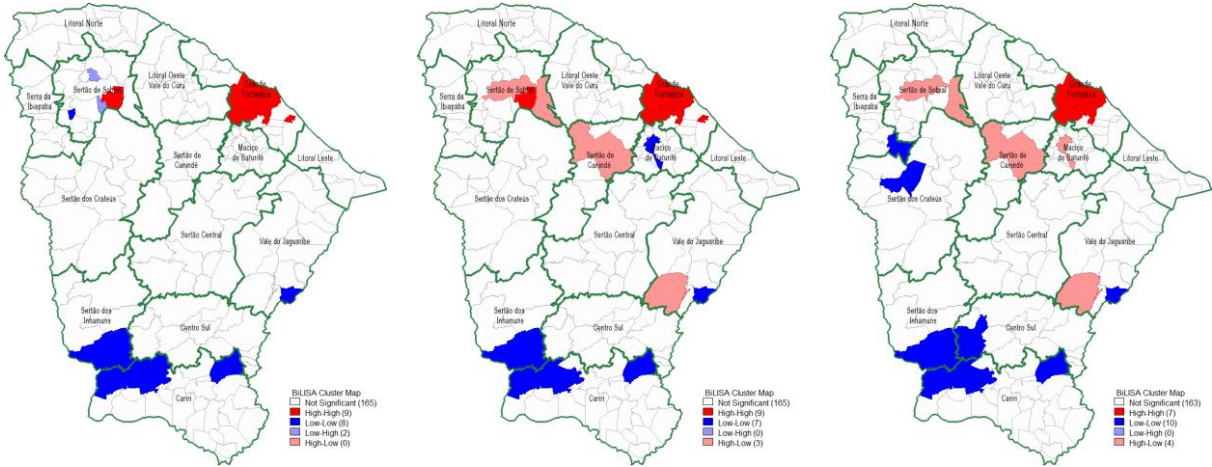 Litoral Norte
Litoral Oeste
Vale do Curu
Sertão de Sobral
Serra da
Ibiapaba
Grande
Fortaleza
Maciço
de Baturité
Sertão de
Canindé
Litoral Leste
Sertão dos Crateús
Sertão Central
Vale do Jaguaribe
Sertão dos
Inhamuns
Centro Sul
Cariri
BiLISA Cluster Map
Not Significant (165)
High-High (9)
Low-Low (8)
Low-High (2)
High-Low (0)
Litoral Norte
Litoral Oeste
Vale do Curu
Sertão de Sobral
Serra da
Ibiapaba
Grande
Fortaleza
Maciço
de Baturité
Sertão de
Canindé
Litoral Leste
Sertão dos Crateús
Sertão Central
Vale do Jaguaribe
Sertão dos
Inhamuns
Centro Sul
Cariri
BiLISA Cluster Map
Not Significant (165)
High-High (9)
Low-Low (7)
Low-High (0)
High-Low (3)
Litoral Norte
Litoral Oeste
Vale do Curu
Sertão de Sobral
Serra da
Ibiapaba
Grande
Fortaleza
Maciço
de Baturité
Sertão de
Canindé
Litoral Leste
Sertão dos Crateús
Sertão Central
Vale do Jaguaribe
Sertão dos
Inhamuns
Centro Sul
Cariri
BiLISA Cluster Map
Not Significant (163)
High-High (7)
Low-Low (10)
Low-High (0)
High-Low (4)